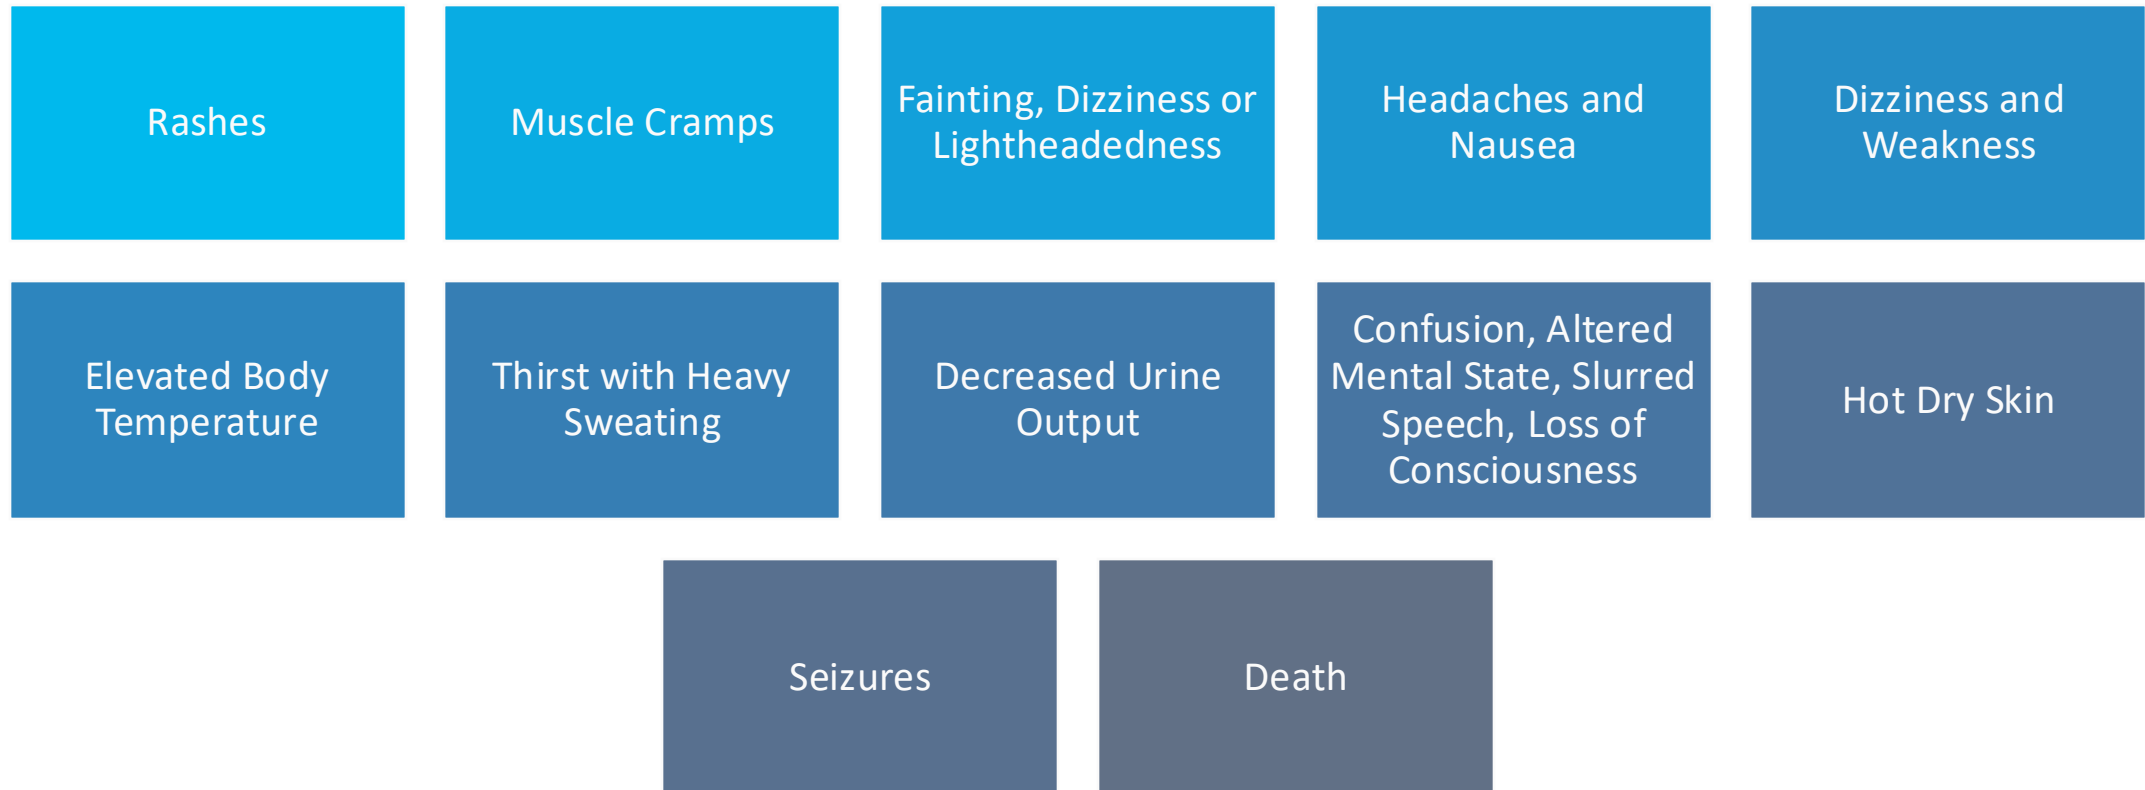 Rashes
Muscle Cramps
Fainting, Dizziness or
Lightheadedness
Headaches and
Nausea
Dizziness and
Weakness
Elevated Body
Temperature
Thirst with Heavy
Sweating
Decreased Urine
Output
Confusion, Altered
Mental State, Slurred
Speech, Loss of
Consciousness
Hot Dry Skin
Seizures
Death